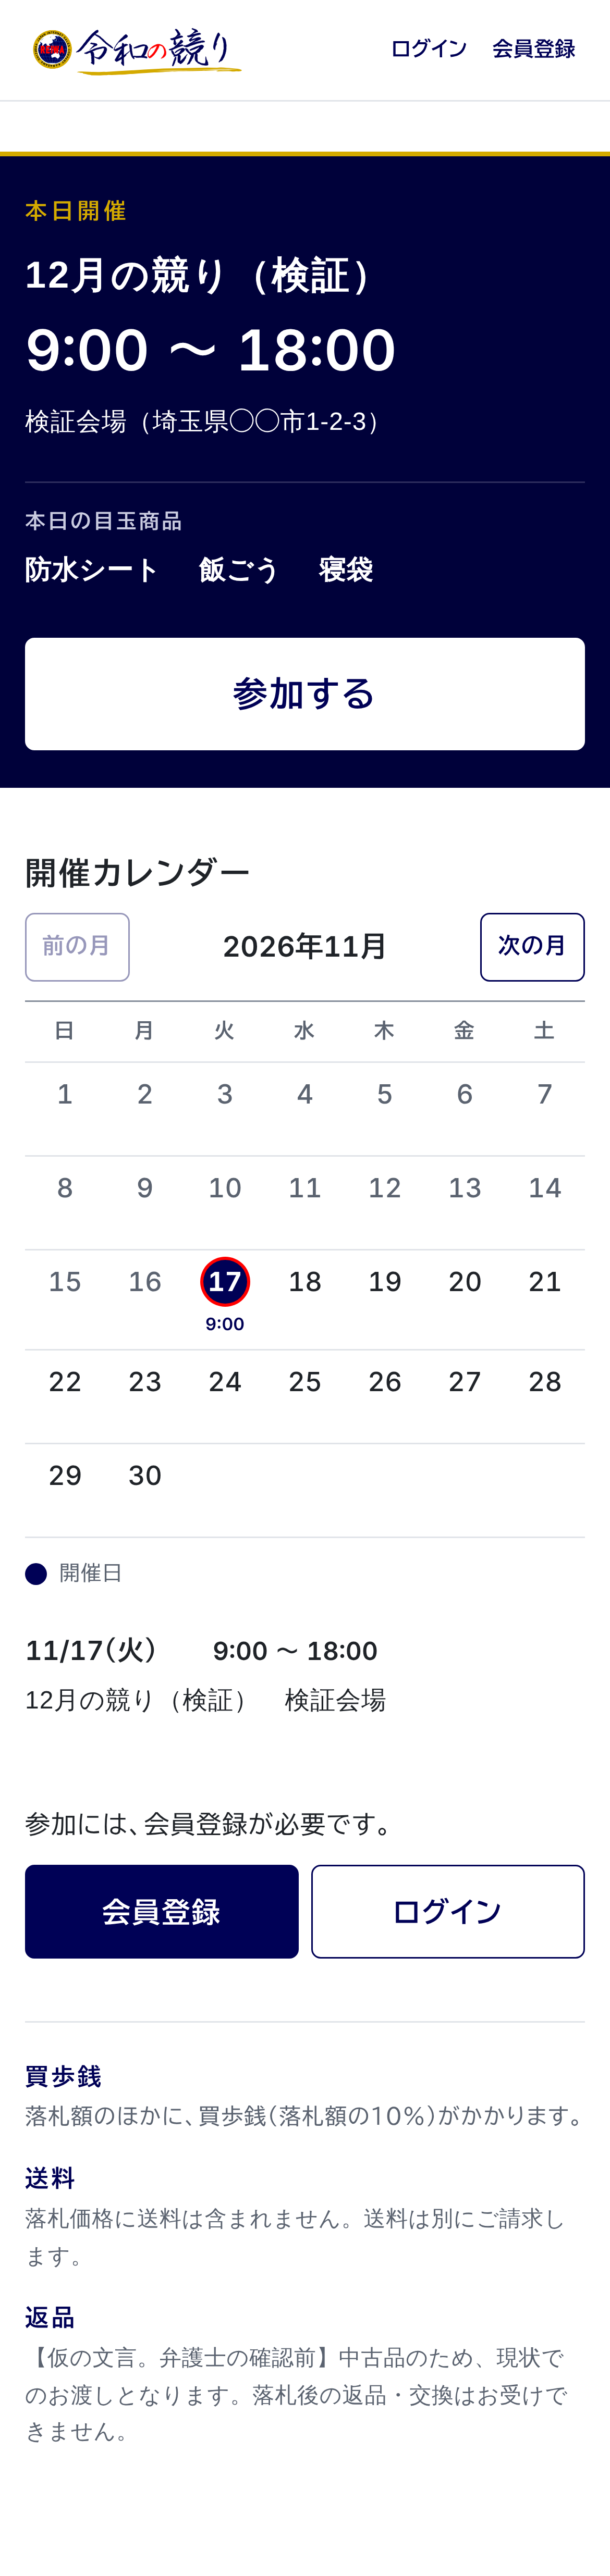 令和の競り
ログイン 会員登録
本日開催
12月の競り（検証）
9:00 〜 18:00
検証会場（埼玉県◯◯市1-2-3）
本日の目玉商品
防水シート 飯ごう 寝袋
参加する
開催カレンダー
前の月 2026年11月 次の月
日 月 火 水 木 金 土
1 2 3 4 5 6 7
8 9 10 11 12 13 14
15 16 17 18 19 20 21
9:00
22 23 24 25 26 27 28
29 30
開催日
11/17(火) 9:00 〜 18:00
12月の競り（検証） 検証会場
参加には、会員登録が必要です。
会員登録 ログイン
買歩銭
落札額のほかに、買歩銭(落札額の10%)がかかります。
送料
落札価格に送料は含まれません。送料は別にご請求し
ます。
返品
【仮の文言。弁護士の確認前】中古品のため、現状で
のお渡しとなります。落札後の返品・交換はお受けで
きません。